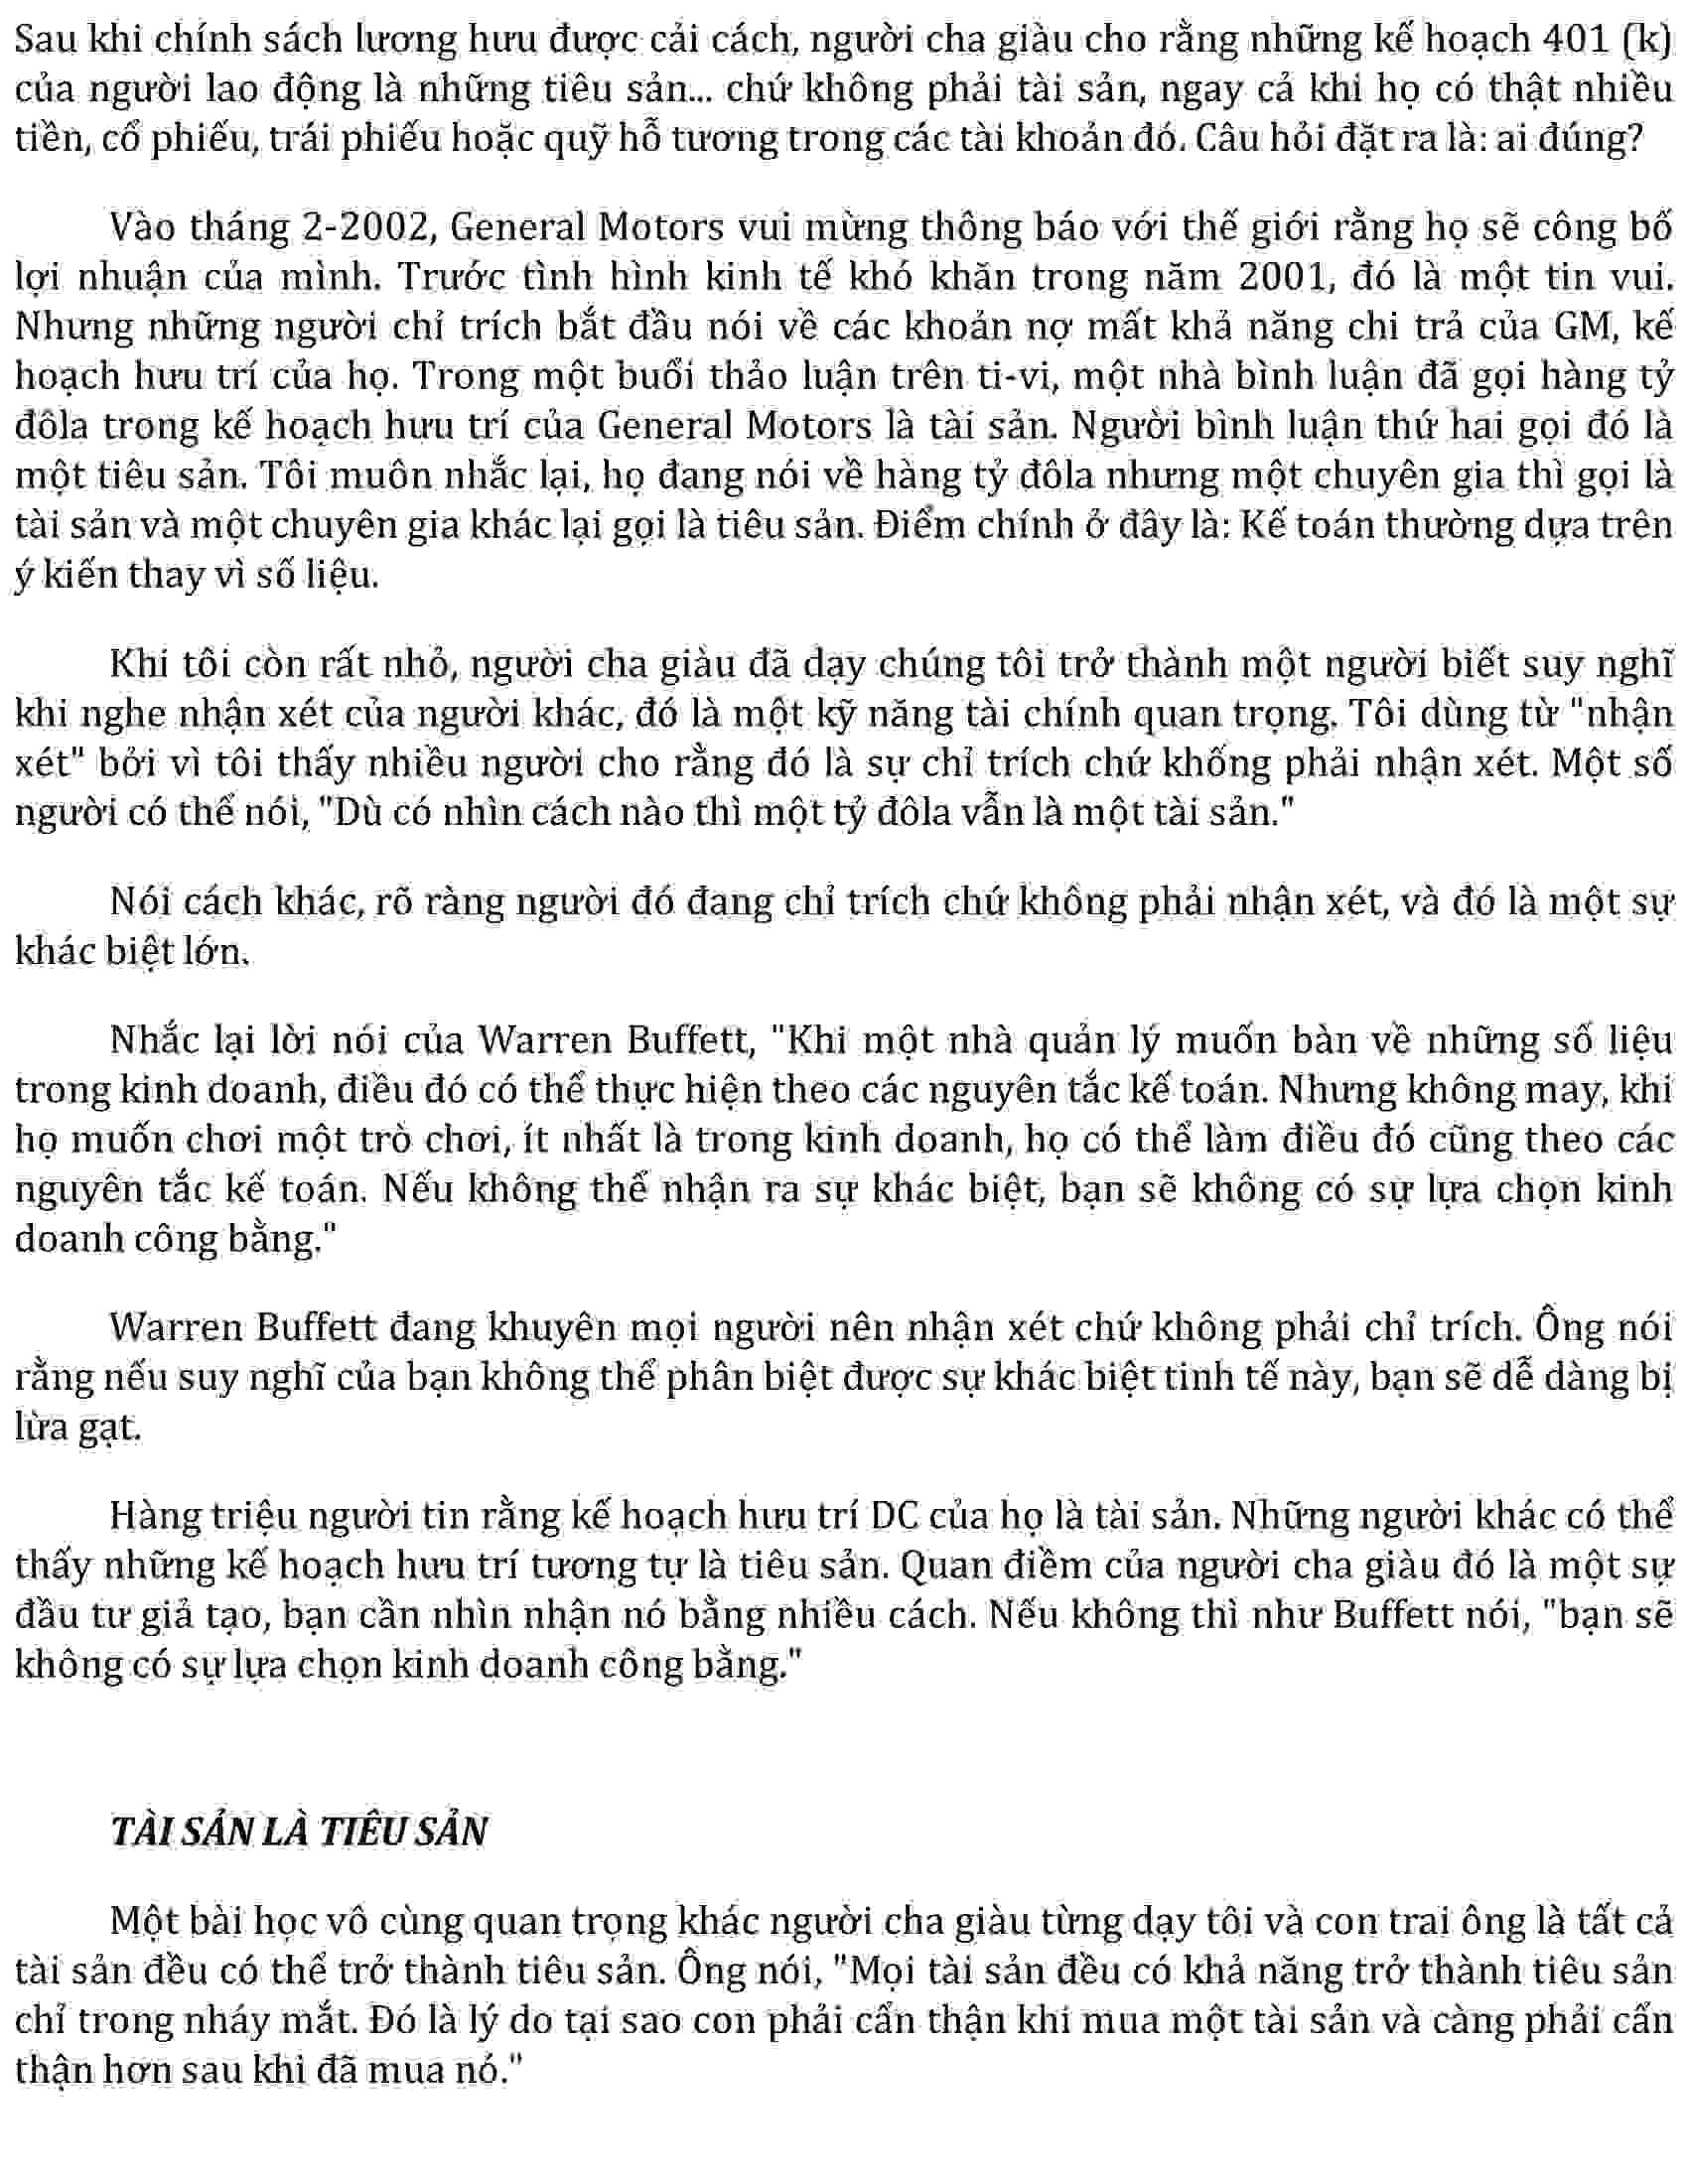 Sau khi chính sách lương hưu được cải cách, người cha giàu cho rằng những kế hoạch 401 (k)
của người lao động là những tiêu sản... chứ không phải tài sản, ngay cả khi họ có thật nhiều
tiền, cổ phiếu, trái phiếu hoặc quỹ hỗ tương trong các tài khoản đó. Câu hỏi đặt ra là: ai đúng?
Vào tháng 2-2002, General Motors vui mừng thông báo với thế giới rằng họ sẽ công bố
lợi nhuận của mình. Trước tình hình kinh tế khó khăn trong năm 2001, đó là một tin vui.
Nhưng những người chỉ trích bắt đầu nói về các khoản nợ mất khả năng chi trả của GM, kế
hoạch hưu trí của họ. Trong một buổi thảo luận trên ti-vi, một nhà bình luận đã gọi hàng tỷ
đôla trong kế hoạch hưu trí của General Motors là tài sản. Người bình luận thứ hai gọi đó là
một tiêu sản. Tôi muôn nhắc lại, họ đang nói về hàng tỷ đôla nhưng một chuyên gia thì gọi là
tài sản và một chuyên gia khác lại gọi là tiêu sản. Điểm chính ở đây là: Kế toán thường dựa trên
ý kiến thay vì số liệu.
Khi tôi còn rất nhỏ, người cha giàu đã dạy chúng tôi trở thành một người biết suy nghĩ
khi nghe nhận xét của người khác, đó là một kỹ năng tài chính quan trọng. Tôi dùng từ "nhận
xét" bởi vì tôi thấy nhiều người cho rằng đó là sự chỉ trích chứ khống phải nhận xét. Một số
người có thể nói, "Dù có nhìn cách nào thì một tỷ đôla vẫn là một tài sản."
Nói cách khác, rõ ràng người đó đang chỉ trích chứ không phải nhận xét, và đó là một sự
khác biệt lớn.
Nhắc lại lời nói của Warren Buffett, "Khi một nhà quản lý muốn bàn về những số liệu
trong kinh doanh, điều đó có thể thực hiện theo các nguyên tắc kế toán. Nhưng không may, khi
họ muốn chơi một trò chơi, ít nhất là trong kinh doanh, họ có thể làm điều đó cũng theo các
nguyên tắc kế toán. Nếu không thể nhận ra sự khác biệt, bạn sẽ không có sự lựa chọn kinh
doanh công bằng."
Warren Buffett đang khuyên mọi người nên nhận xét chứ không phải chỉ trích. Ông nói
rằng nếu suy nghĩ của bạn không thể phân biệt được sự khác biệt tinh tế này, bạn sẽ dễ dàng bị
lừa gạt.
Hàng triệu người tin rằng kế hoạch hưu trí DC của họ là tài sản. Những người khác có thể
thấy những kế hoạch hưu trí tương tự là tiêu sản. Quan điềm của người cha giàu đó là một sự
đầu tư giả tạo, bạn cần nhìn nhận nó bằng nhiều cách. Nếu không thì như Buffett nói, "bạn sẽ
không có sự lựa chọn kinh doanh công bằng."
TÀI SẢN LÀ TIÊU SẢN
Một bài học vô cùng quan trọng khác người cha giàu từng dạy tôi và con trai ông là tất cả
tài sản đều có thể trở thành tiêu sản. Ông nói, "Mọi tài sản đều có khả năng trở thành tiêu sản
chỉ trong nháy mắt. Đó là lý do tại sao con phải cẩn thận khi mua một tài sản và càng phải cẩn
thận hơn sau khi đã mua nó."